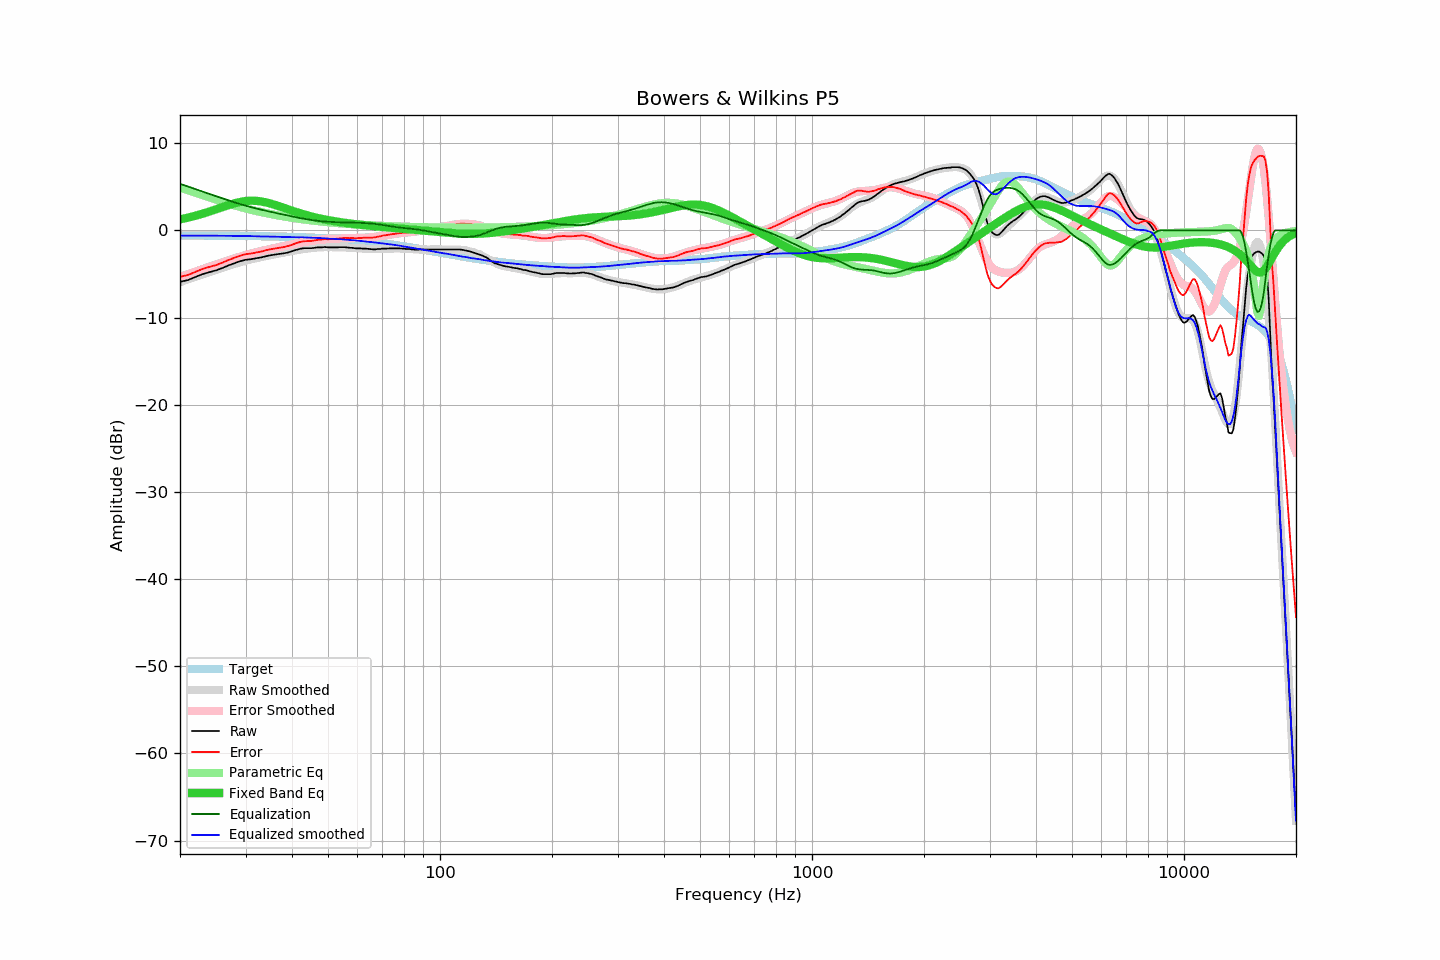 Bowers & Wilkins P5
10
0
−10
−20
−30
−40
−50
−60
−70
Amplitude (dBr)
Target
Raw Smoothed
Error Smoothed
Raw
Error
Parametric Eq
Fixed Band Eq
Equalization
Equalized smoothed
100 1000 10000
Frequency (Hz)